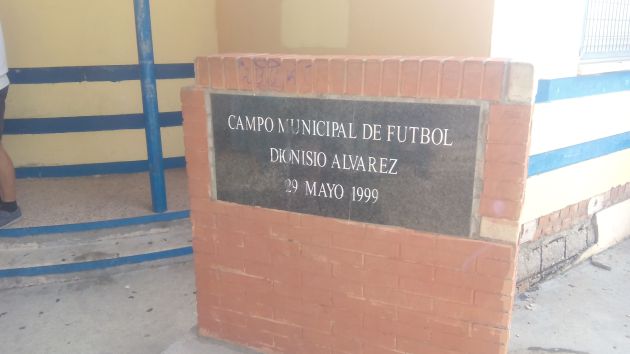 CAMPO MUNICIPAL DE FUTBOL
DIONISIO ALVAREZ
29 MAYO 1999